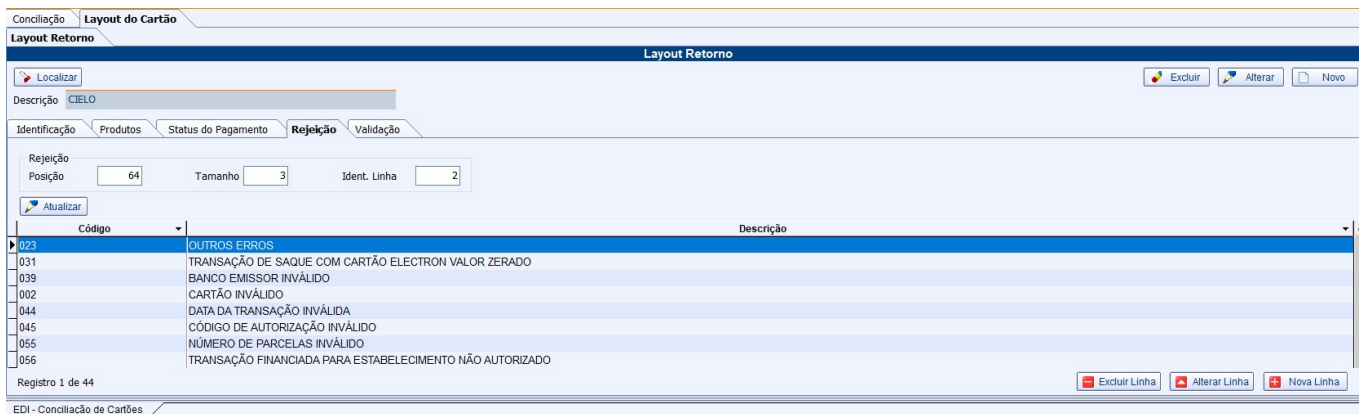 Conciliação Layout do Cartão
Layout Retorno
Layout Retorno
Localizar Excluir Alterar Novo
Descrição CIELO
Identificação Produtos Status do Pagamento Rejeição Validação
Rejeição
Posição 64 Tamanho 3 Ident. Linha 2
Atualizar
Código Descrição
023 OUTROS ERROS
031 TRANSAÇÃO DE SAQUE COM CARTÃO ELECTRON VALOR ZERADO
039 BANCO EMISSOR INVÁLIDO
002 CARTÃO INVÁLIDO
044 DATA DA TRANSAÇÃO INVÁLIDA
045 CÓDIGO DE AUTORIZAÇÃO INVÁLIDO
055 NÚMERO DE PARCELAS INVÁLIDO
056 TRANSAÇÃO FINANCIADA PARA ESTABELECIMENTO NÃO AUTORIZADO
Registro 1 de 44 Excluir Linha Alterar Linha Nova Linha
EDI - Conciliação de Cartões